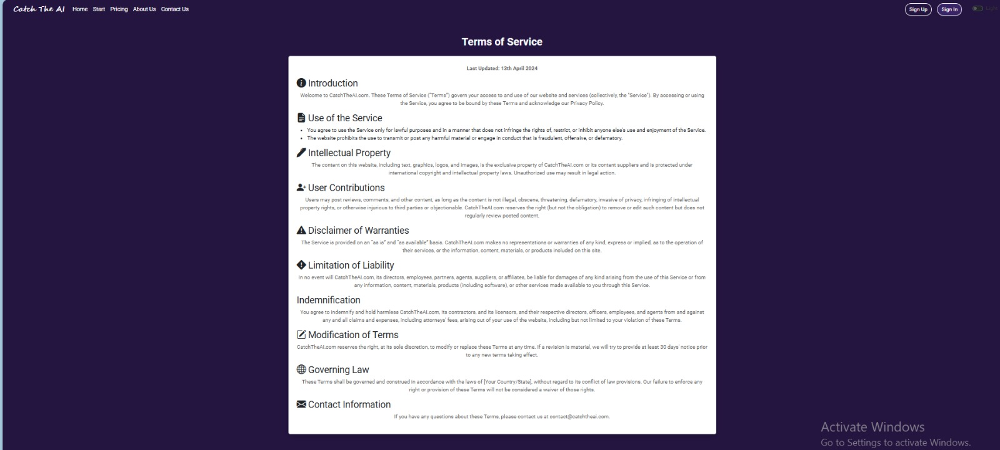 Catch The AI Home Start Pricing About Us Contact Us Sign Up Sign In Light
Terms of Service
Last Updated: 13th April 2024
Introduction
Welcome to CatchTheAI.com. These Terms of Service ("Terms") govern your access to and use of our website and services (collectively, the "Service"). By accessing or using
the Service, you agree to be bound by these Terms and acknowledge our Privacy Policy.
Use of the Service
• You agree to use the Service only for lawful purposes and in a manner that does not infringe the rights of, restrict, or inhibit anyone else's use and enjoyment of the Service.
• The website prohibits the use to transmit or post any harmful material or engage in conduct that is fraudulent, offensive, or defamatory.
Intellectual Property
The content on this website, including text, graphics, logos, and images, is the exclusive property of CatchTheAI.com or its content suppliers and is protected under
international copyright and intellectual property laws. Unauthorized use may result in legal action.
User Contributions
Users may post reviews, comments, and other content, as long as the content is not illegal, obscene, threatening, defamatory, invasive of privacy, infringing of intellectual
property rights, or otherwise injurious to third parties or objectionable. CatchTheAI.com reserves the right (but not the obligation) to remove or edit such content but does not
regularly review posted content.
Disclaimer of Warranties
The Service is provided on an "as is" and "as available" basis. CatchTheAI.com makes no representations or warranties of any kind, express or implied, as to the operation of
their services, or the information, content, materials, or products included on this site.
Limitation of Liability
In no event will CatchTheAI.com, its directors, employees, partners, agents, suppliers, or affiliates, be liable for damages of any kind arising from the use of this Service or from
any information, content, materials, products (including software), or other services made available to you through this Service.
Indemnification
You agree to indemnify and hold harmless CatchTheAI.com, its contractors, and its licensors, and their respective directors, officers, employees, and agents from and against
any and all claims and expenses, including attorneys' fees, arising out of your use of the website, including but not limited to your violation of these Terms.
Modification of Terms
CatchTheAI.com reserves the right, at its sole discretion, to modify or replace these Terms at any time. If a revision is material, we will try to provide at least 30 days' notice prior
to any new terms taking effect.
Governing Law
These Terms shall be governed and construed in accordance with the laws of [Your Country/State], without regard to its conflict of law provisions. Our failure to enforce any
right or provision of these Terms will not be considered a waiver of those rights.
Contact Information
If you have any questions about these Terms, please contact us at contact@catchtheai.com.
Activate Windows
Go to Settings to activate Windows.